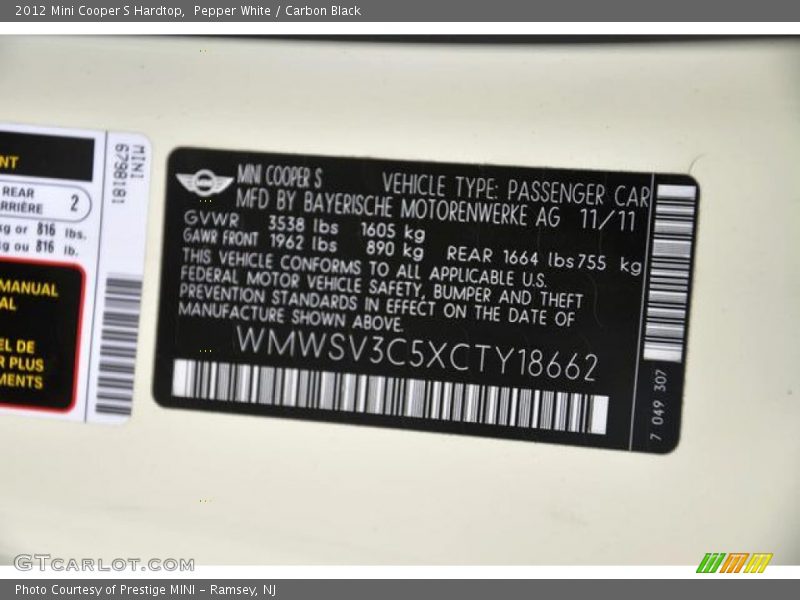 2012 Mini Cooper S Hardtop,  Pepper White / Carbon Black
NT
REAR
ARRIÈRE
2
kg or 816 lbs.
kg ou 816 lb.
MANUAL
AL
EL DE
R PLUS
MENTS
MINI
6798181
MINI COOPER S
VEHICLE TYPE: PASSENGER CAR
MFD BY BAYERISCHE MOTORENWERKE AG 11/11
GVWR 3538 lbs 1605 kg
GAWR FRONT 1962 lbs 890 kg REAR 1664 lbs 755 kg
THIS VEHICLE CONFORMS TO ALL APPLICABLE U.S.
FEDERAL MOTOR VEHICLE SAFETY, BUMPER AND THEFT
PREVENTION STANDARDS IN EFFECT ON THE DATE OF
MANUFACTURE SHOWN ABOVE.
WMWSV3C5XCTY18662
7 049 307
GTCARLOT.COM
Photo Courtesy of Prestige MINI - Ramsey, NJ